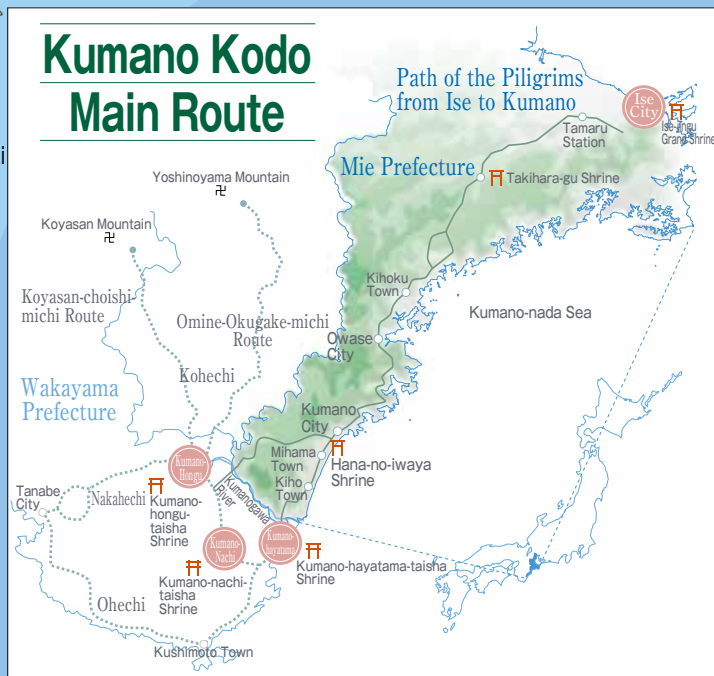 Kumano Kodo
Main Route
i
Path of the Piligrims
from Ise to Kumano
Ise
City
Ise-jingu
Grand Shrine
Tamaru
Station
Mie Prefecture
Takihara-gu Shrine
Yoshinoyama Mountain
卍
Koyasan Mountain
卍
Koyasan-choishi-
michi Route
Omine-Okugake-michi
Route
Kohechi
Wakayama
Prefecture
Kihoku
Town
Kumano-nada Sea
Owase
City
Kumano
City
Mihama
Town
Kiho
Town
Hana-no-iwaya
Shrine
Kumano-
Hongu
Kumanogawa
River
Tanabe
City
Nakahechi
Kumano-
hongu-
taisha
Shrine
Kumano-
Nachi
Kumano-
hayatama
Kumano-hayatama-taisha
Shrine
Kumano-nachi-
taisha
Shrine
Ohechi
Kushimoto Town